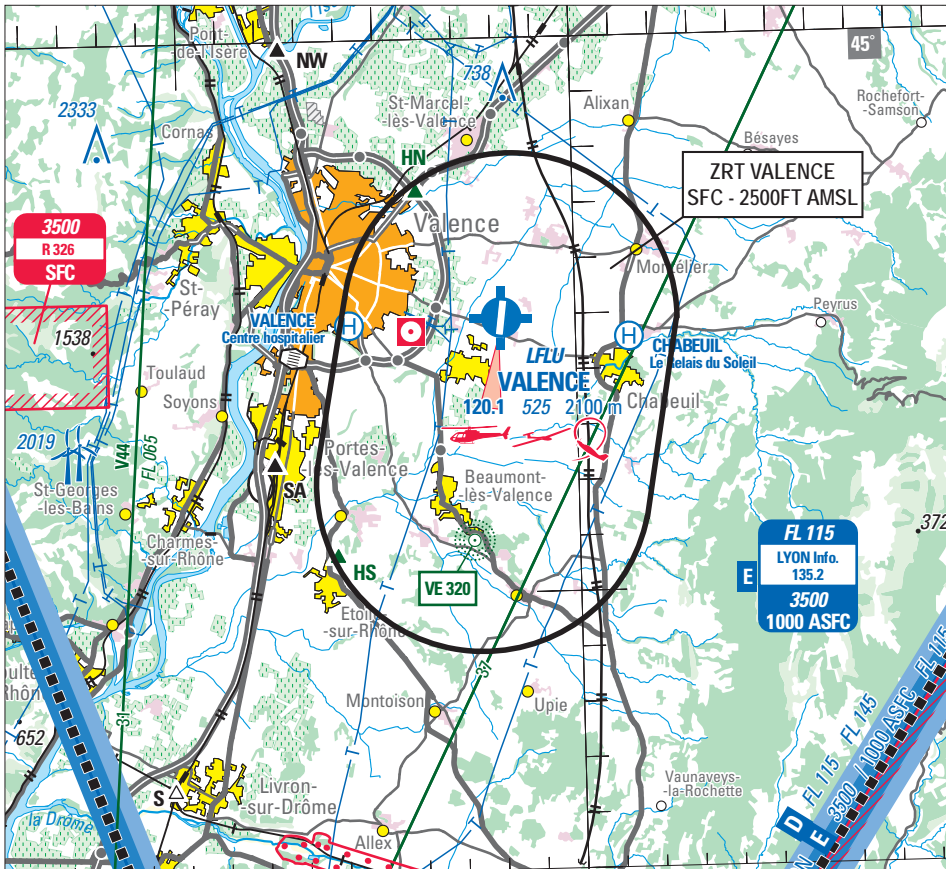 Pont-
de-l'Isère
NW
45°
738
2333
St-Marcel
-lès-Valence
Alixan
Rochefort-
-Samson
Cornas
Bésayes
HN
ZRT VALENCE
SFC - 2500FT AMSL
Valence
3500
R 326
SFC
Montélier
St-
Péray
Peyrus
VALENCE
Centre hospitalier
H
H
1538
CHABEUIL
Le Relais du Soleil
LFLU
VALENCE
120.1
525
2100 m
Toulaud
Chabeuil
Soyons
2019
V44
FL 065
Portes-
lès-Valence
St-Georges
-les-Bains
SA
Beaumont-
lès-Valence
372
Charmes-
-sur-Rhône
FL 115
LYON Info.
135.2
3500
1000 ASFC
E
HS
VE 320
Etoile
-sur-Rhône
37
31
Montoison
Upie
652
FL 115
FL 145
3500 / 1000 ASFC
FL 115
Vaunaveys-
-la-Rochette
S
Livron-
-sur-Drôme
la Drôme
Allex
D
E
N